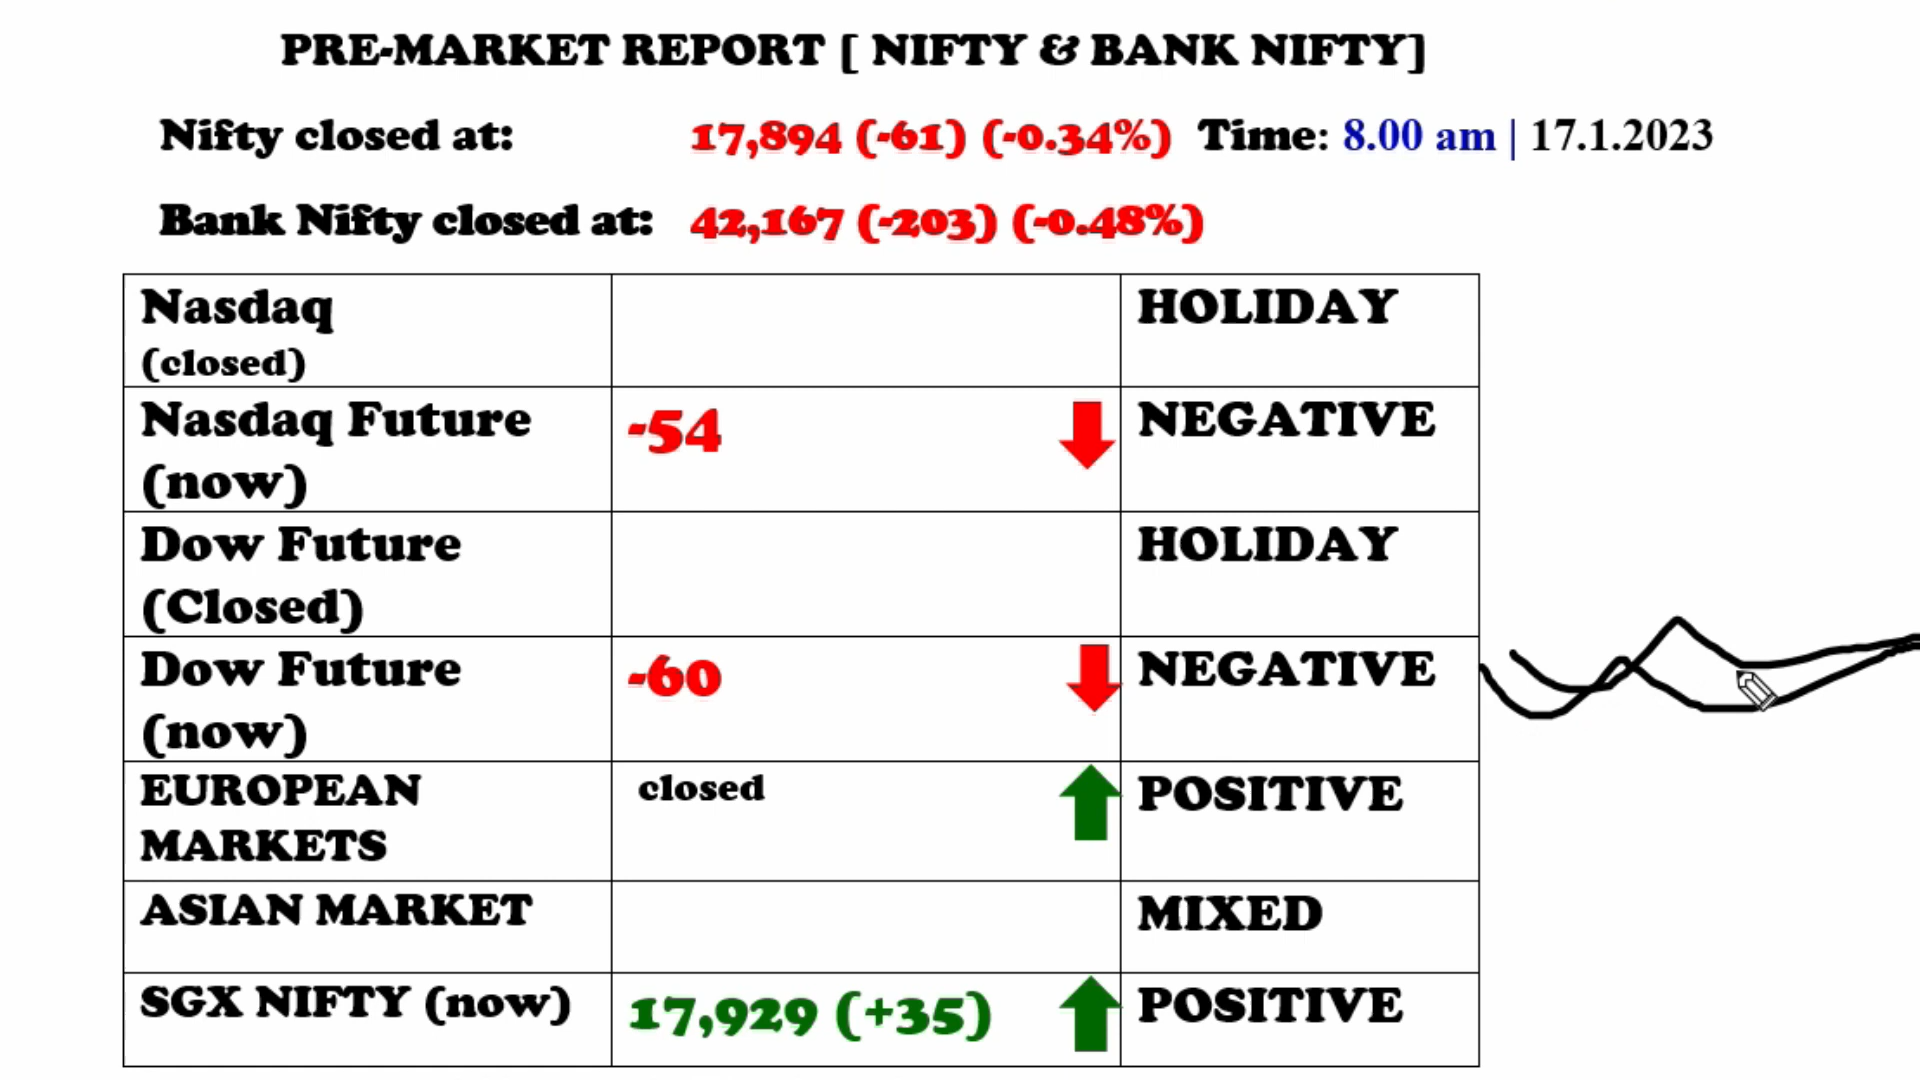 PRE-MARKET REPORT [ NIFTY & BANK NIFTY]
Nifty closed at: 17,894 (-61) (-0.34%) Time: 8.00 am | 17.1.2023
Bank Nifty closed at: 42,167 (-203) (-0.48%)
Nasdaq HOLIDAY
(closed)
Nasdaq Future -54 NEGATIVE
(now)
Dow Future HOLIDAY
(Closed)
Dow Future -60 NEGATIVE
(now)
EUROPEAN closed POSITIVE
MARKETS
ASIAN MARKET MIXED
SGX NIFTY (now) 17,929 (+35) POSITIVE